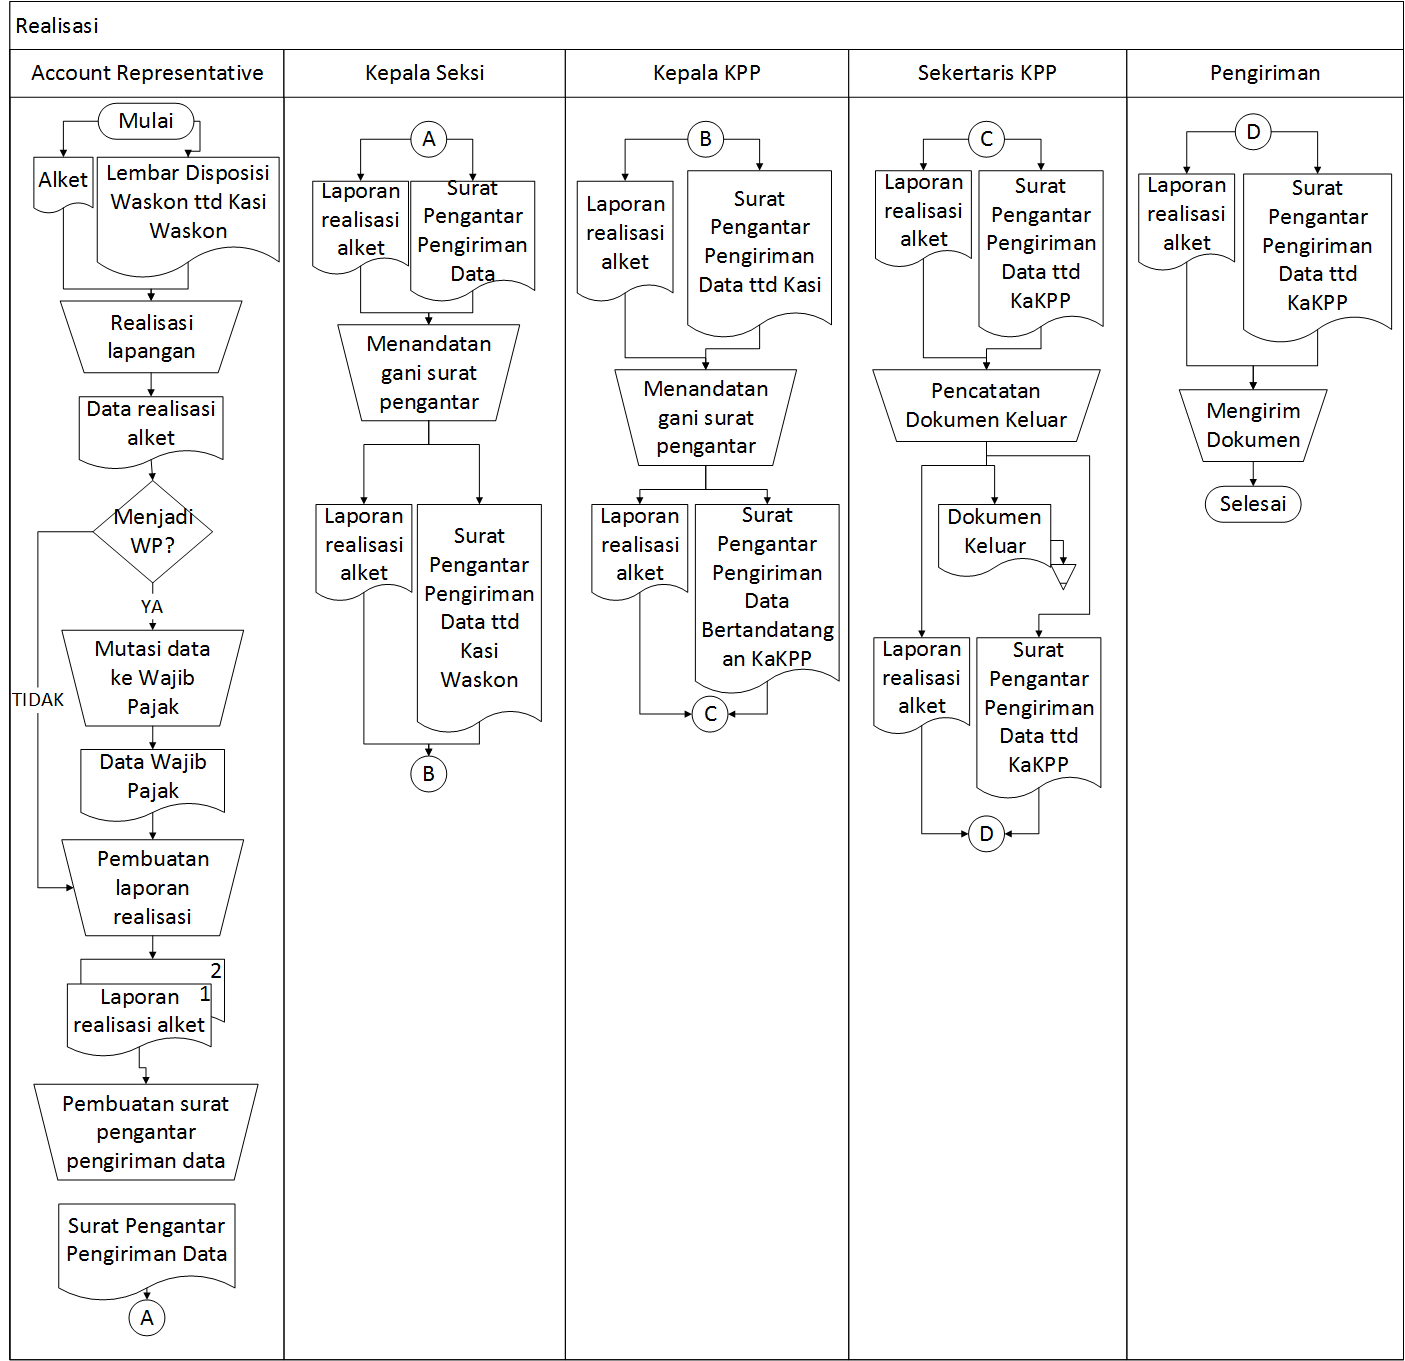 Realisasi
Account Representative
Kepala Seksi
Kepala KPP
Sekertaris KPP
Pengiriman
Mulai
Alket
Lembar Disposisi
Waskon ttd Kasi
Waskon
Realisasi
lapangan
Data realisasi
alket
Menjadi
WP?
YA
TIDAK
Mutasi data
ke Wajib
Pajak
Data Wajib
Pajak
Pembuatan
laporan
realisasi
2
1
Laporan
realisasi alket
Pembuatan surat
pengantar
pengiriman data
Surat Pengantar
Pengiriman Data
A
A
Laporan
realisasi
alket
Surat
Pengantar
Pengiriman
Data
Menandatan
gani surat
pengantar
Laporan
realisasi
alket
Surat
Pengantar
Pengiriman
Data ttd
Kasi
Waskon
B
B
Laporan
realisasi
alket
Surat
Pengantar
Pengiriman
Data ttd Kasi
Menandatan
gani surat
pengantar
Laporan
realisasi
alket
Surat
Pengantar
Pengiriman
Data
Bertandatang
an KaKPP
C
C
Laporan
realisasi
alket
Surat
Pengantar
Pengiriman
Data ttd
KaKPP
Pencatatan
Dokumen Keluar
Dokumen
Keluar
Laporan
realisasi
alket
Surat
Pengantar
Pengiriman
Data ttd
KaKPP
D
D
Laporan
realisasi
alket
Surat
Pengantar
Pengiriman
Data ttd
KaKPP
Mengirim
Dokumen
Selesai